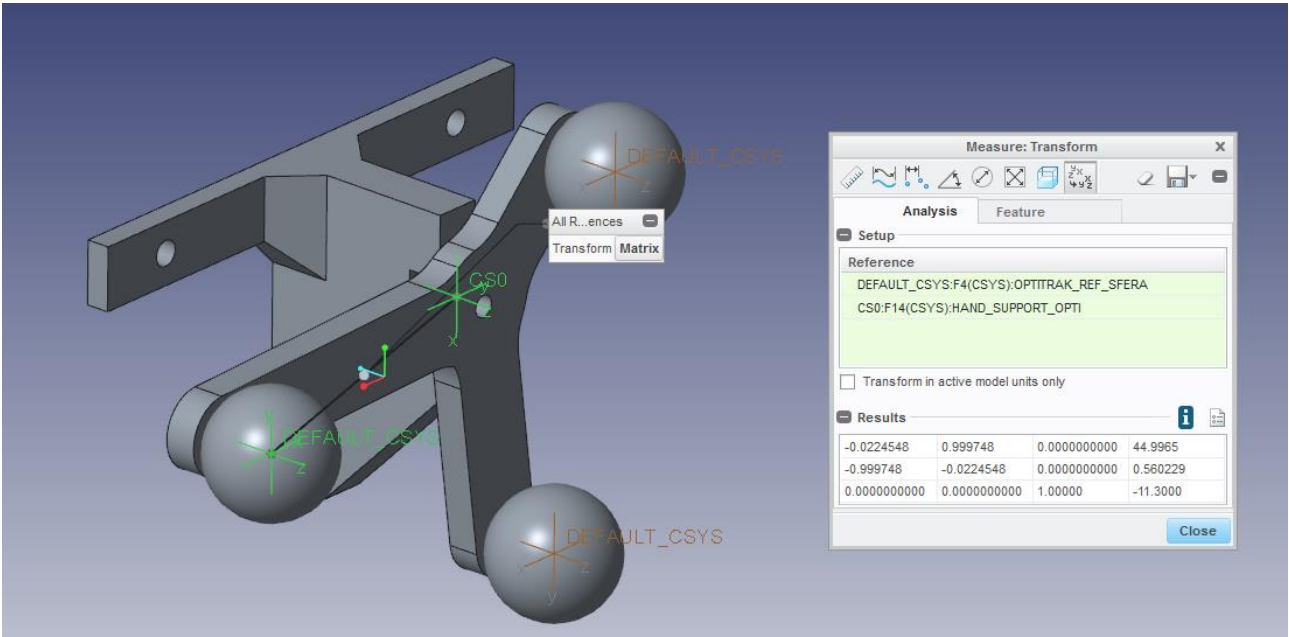 DEFAULT_CSYS
x
z
All R...ences
Transform Matrix
CS0
y
z
x
y
DEFAULT_CSYS
z
DEFAULT_CSYS
x
z
y
Measure: Transform
X
Analysis
Feature
Setup
Reference
DEFAULT_CSYS:F4(CSYS):OPTITRAK_REF_SFERA
CS0:F14(CSYS):HAND_SUPPORT_OPTI
Transform in active model units only
Results
-0.0224548 0.999748 0.0000000000 44.9965
-0.999748 -0.0224548 0.0000000000 0.560229
0.0000000000 0.0000000000 1.00000 -11.3000
Close